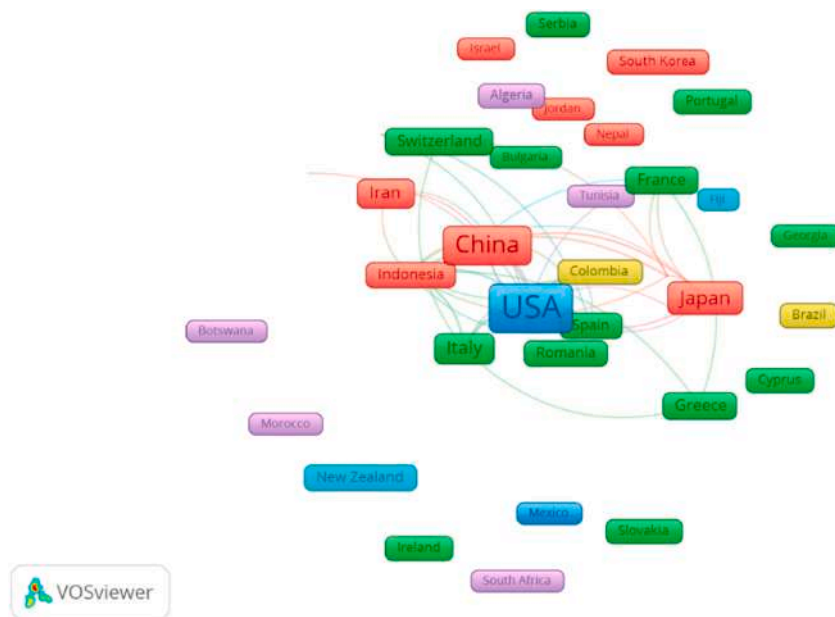 Serbia
Israel
South Korea
Algeria
Jordan
Portugal
Nepal
Switzerland
Bulgaria
France
Iran
Tunisia
Fiji
Georgia
China
Indonesia
Colombia
Japan
USA
Brazil
Spain
Botswana
Italy
Romania
Cyprus
Greece
Morocco
New Zealand
Mexico
Slovakia
Ireland
South Africa
VOSviewer